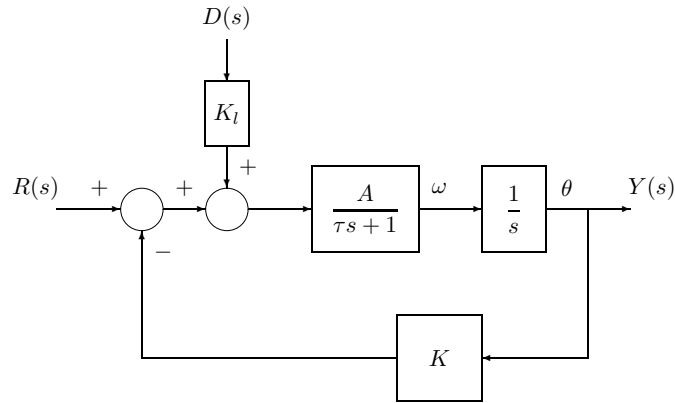 D(s)
K_l
+
R(s) + + A/(τs + 1) ω 1/s θ Y(s)
−
K